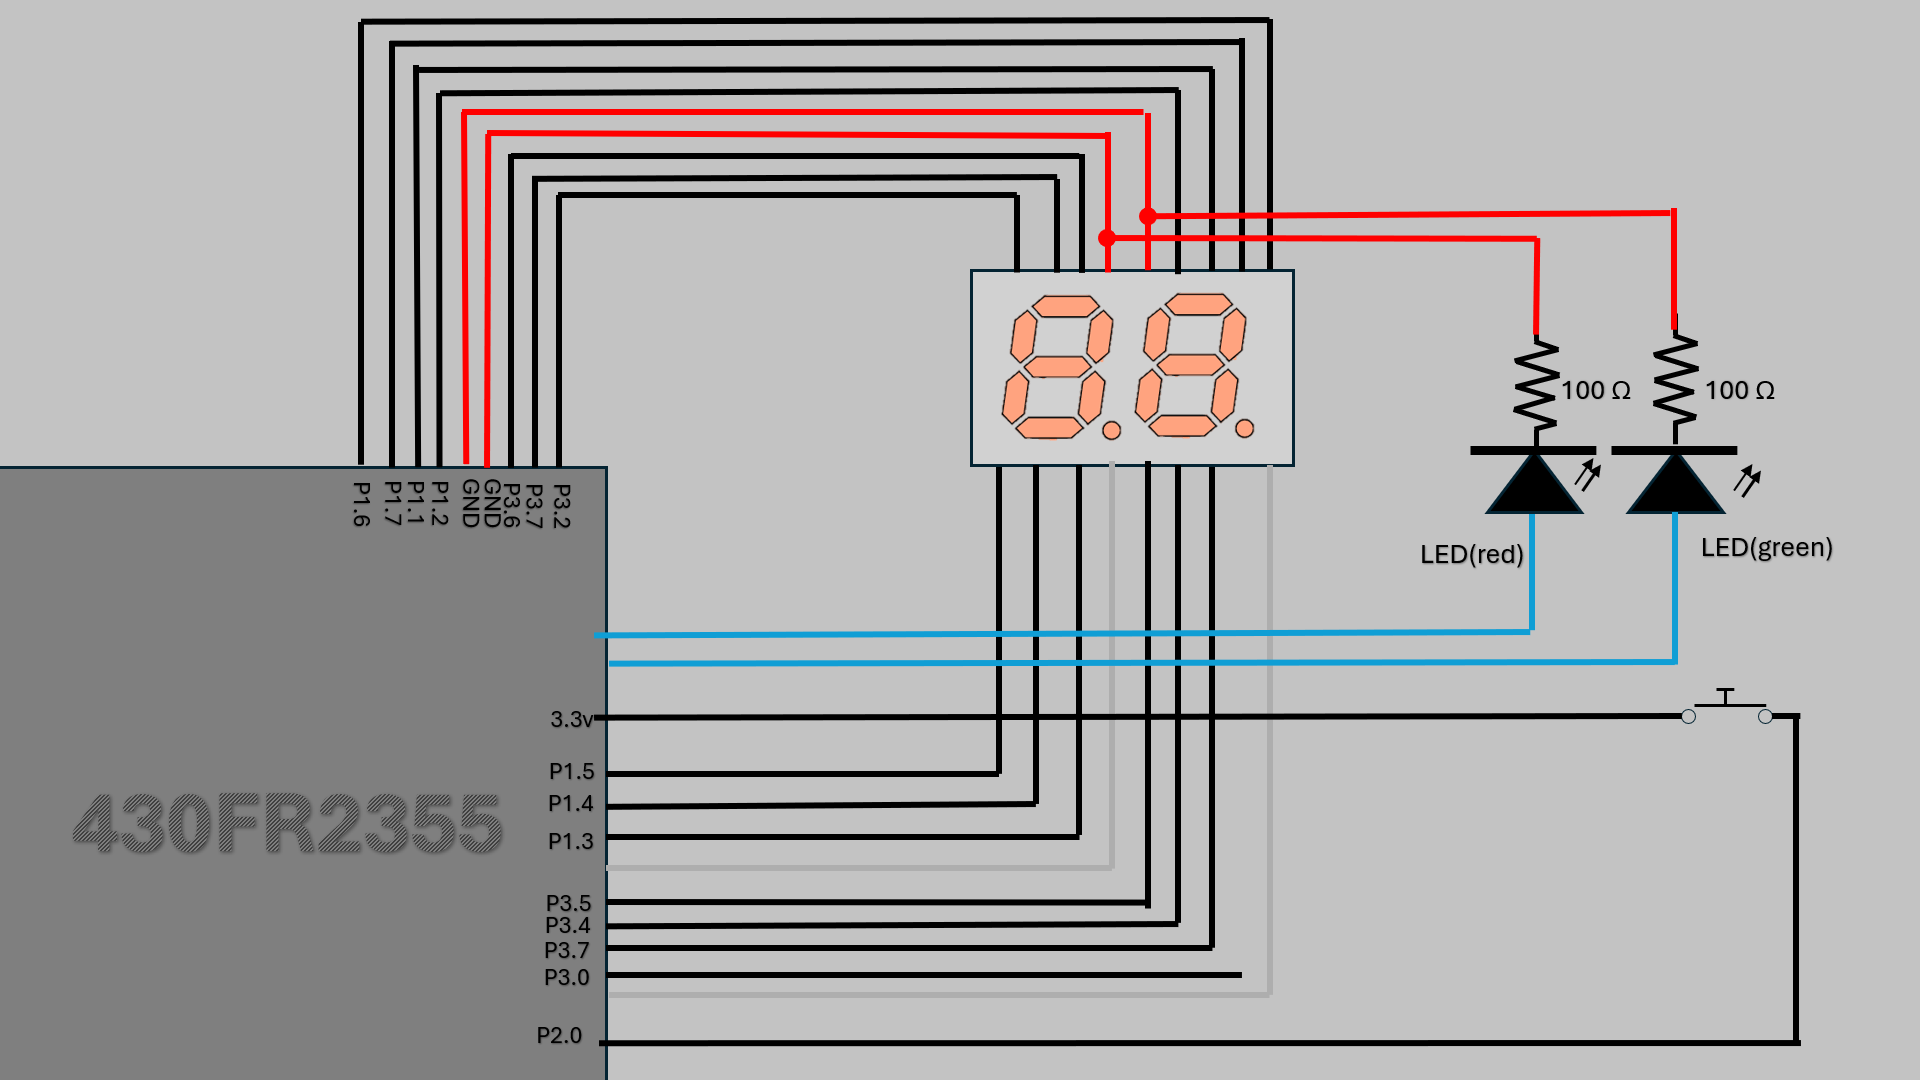 P1.6
P1.7
P1.1
P1.2
GND
GND
P3.6
P3.7
P3.2
100 Ω
100 Ω
LED(red)
LED(green)
3.3v
P1.5
P1.4
P1.3
430FR2355
P3.5
P3.4
P3.7
P3.0
P2.0